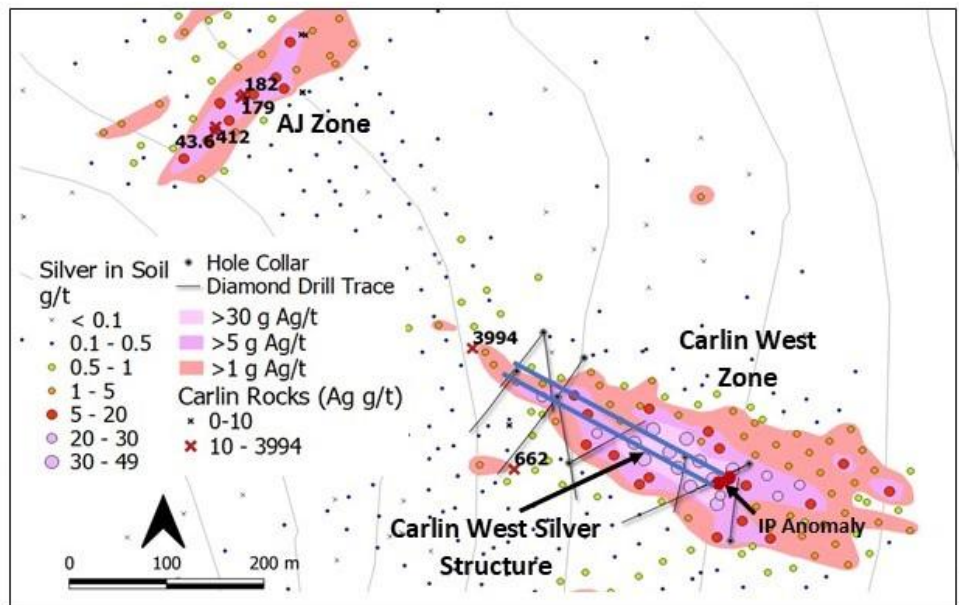 182
179
AJ Zone
412
43.6
Silver in Soil
g/t
< 0.1
0.1 - 0.5
0.5 - 1
1 - 5
5 - 20
20 - 30
30 - 49
Hole Collar
Diamond Drill Trace
>30 g Ag/t
>5 g Ag/t
>1 g Ag/t
Carlin Rocks (Ag g/t)
0-10
10 - 3994
3994
Carlin West
Zone
662
Carlin West Silver
Structure
IP Anomaly
0 100 200 m